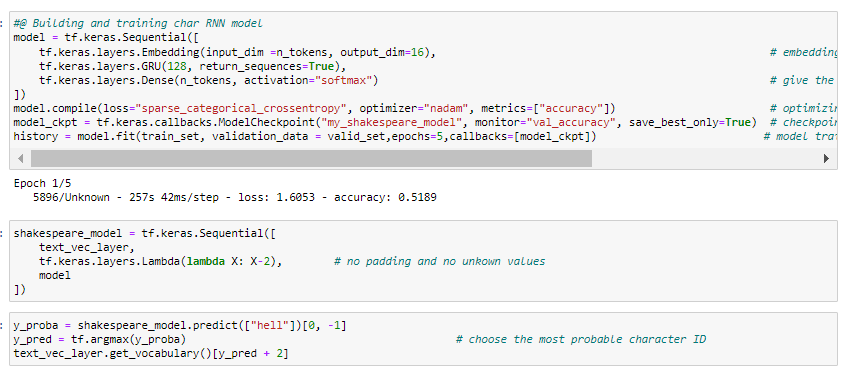 #@ Building and training char RNN model
model = tf.keras.Sequential([
    tf.keras.layers.Embedding(input_dim =n_tokens, output_dim=16),    # embedding
    tf.keras.layers.GRU(128, return_sequences=True),
    tf.keras.layers.Dense(n_tokens, activation="softmax")    # give the
])
model.compile(loss="sparse_categorical_crossentropy", optimizer="nadam", metrics=["accuracy"])    # optimizin
model_ckpt = tf.keras.callbacks.ModelCheckpoint("my_shakespeare_model", monitor="val_accuracy", save_best_only=True)  # checkpoin
history = model.fit(train_set, validation_data = valid_set,epochs=5,callbacks=[model_ckpt])    # model tra
Epoch 1/5
   5896/Unknown - 257s 42ms/step - loss: 1.6053 - accuracy: 0.5189
shakespeare_model = tf.keras.Sequential([
    text_vec_layer,
    tf.keras.layers.Lambda(lambda X: X-2),    # no padding and no unkown values
    model
])
y_proba = shakespeare_model.predict(["hell"])[0, -1]
y_pred = tf.argmax(y_proba)    # choose the most probable character ID
text_vec_layer.get_vocabulary()[y_pred + 2]